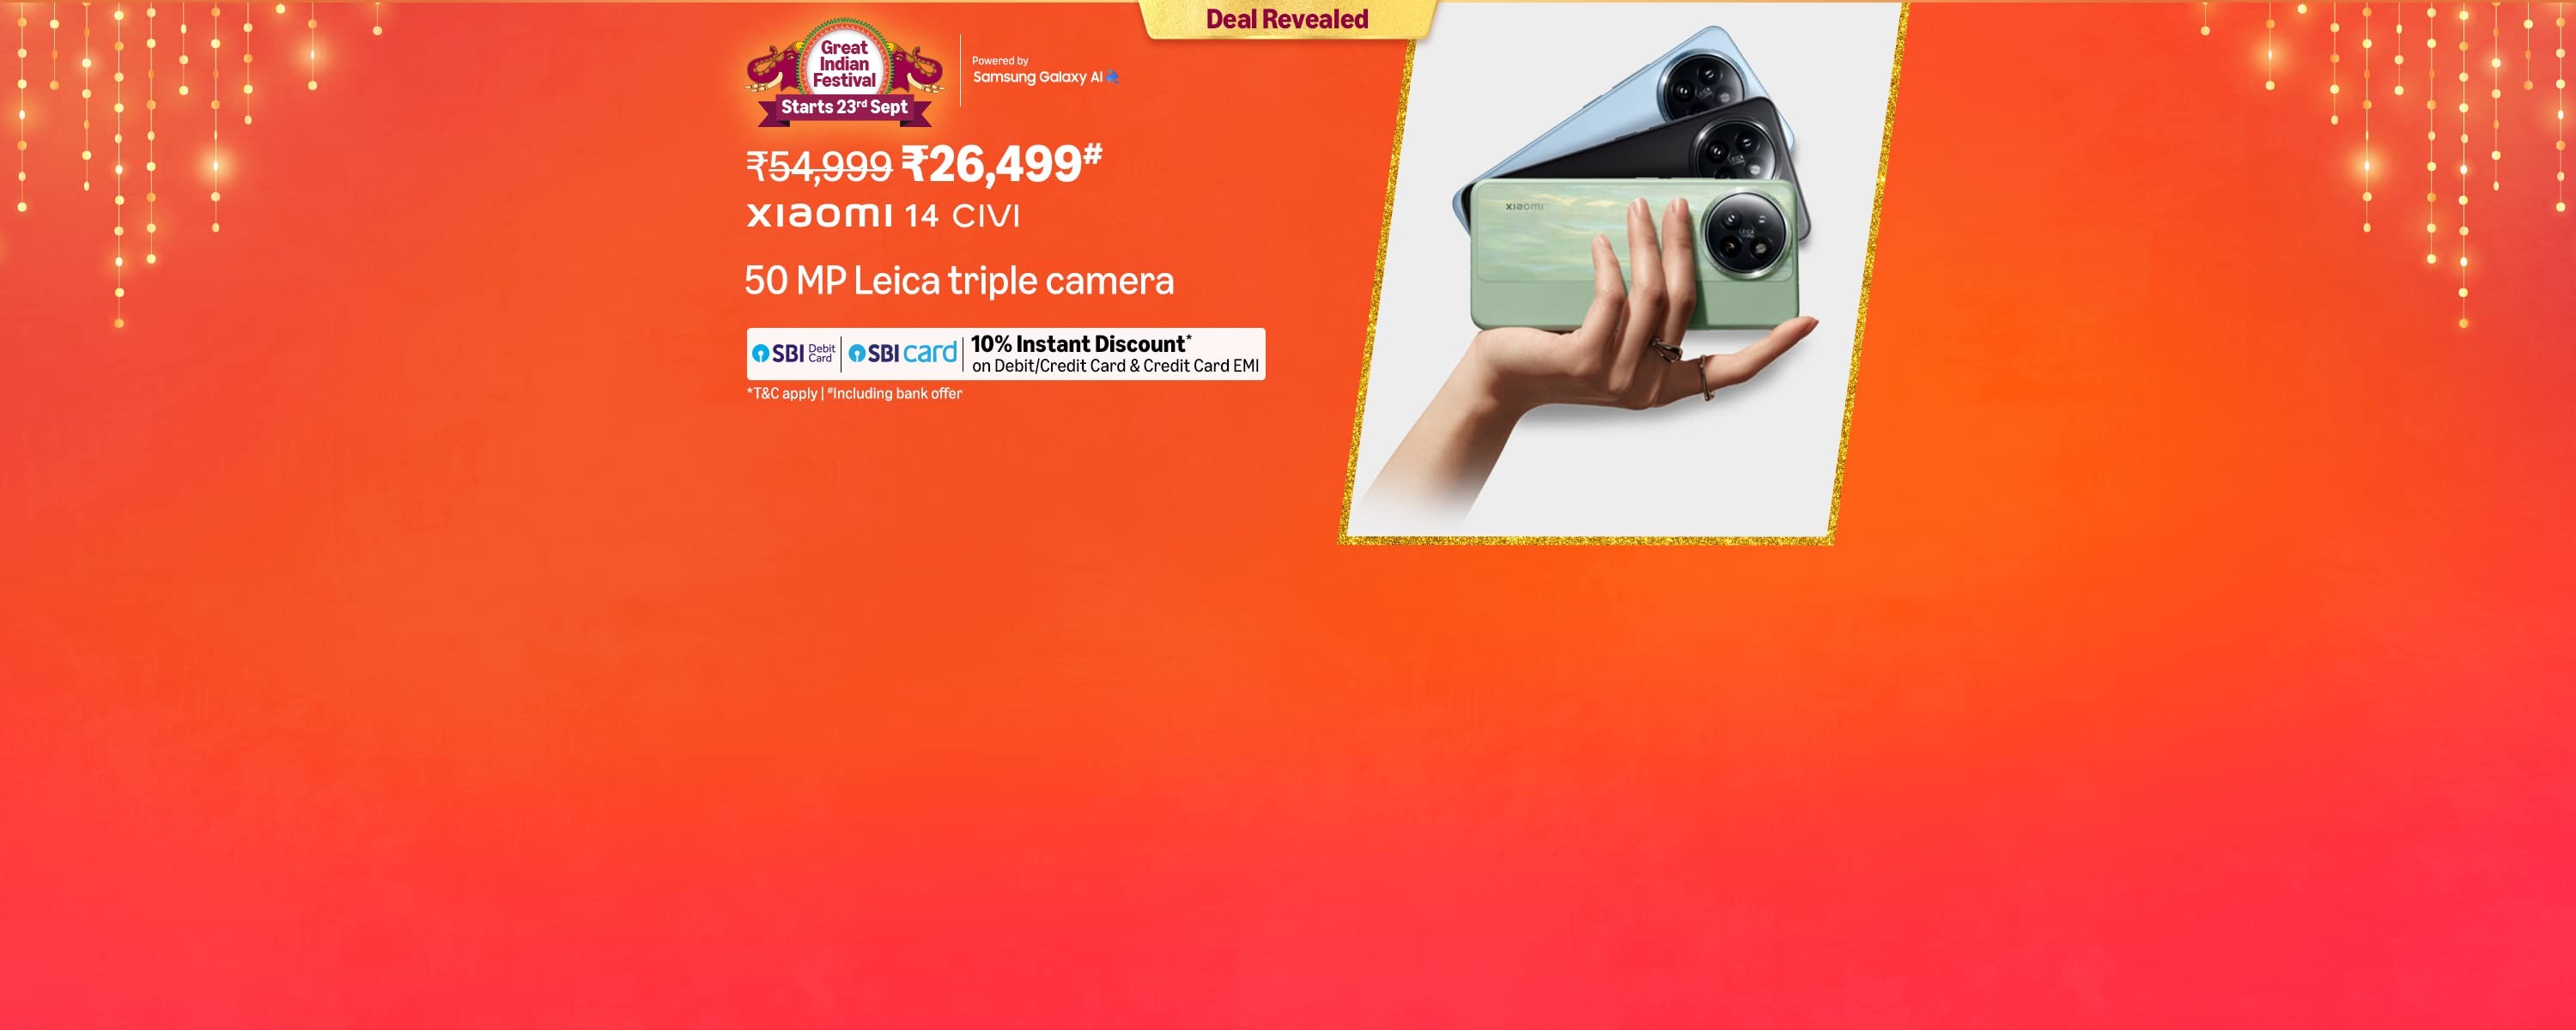 Deal Revealed
Great
Indian
Festival
Starts 23rd Sept
Powered by
Samsung Galaxy AI
₹54,999 ₹26,499#
xiaomi 14 CIVI
50 MP Leica triple camera
SBI Debit Card
SBI card
10% Instant Discount*
on Debit/Credit Card & Credit Card EMI
*T&C apply | #Including bank offer
xiaomi
LEICA